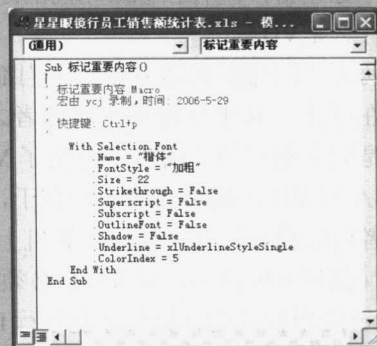 星星眼镜行员工销售额统计表.xls - 模...
(通用)
标记重要内容
Sub 标记重要内容()
'
' 标记重要内容 Macro
' 宏由 ycj 录制，时间: 2006-5-29
'
' 快捷键: Ctrl+p
'
With Selection.Font
.Name = "楷体"
.FontStyle = "加粗"
.Size = 22
.Strikethrough = False
.Superscript = False
.Subscript = False
.OutlineFont = False
.Shadow = False
.Underline = xlUnderlineStyleSingle
.ColorIndex = 5
End With
End Sub